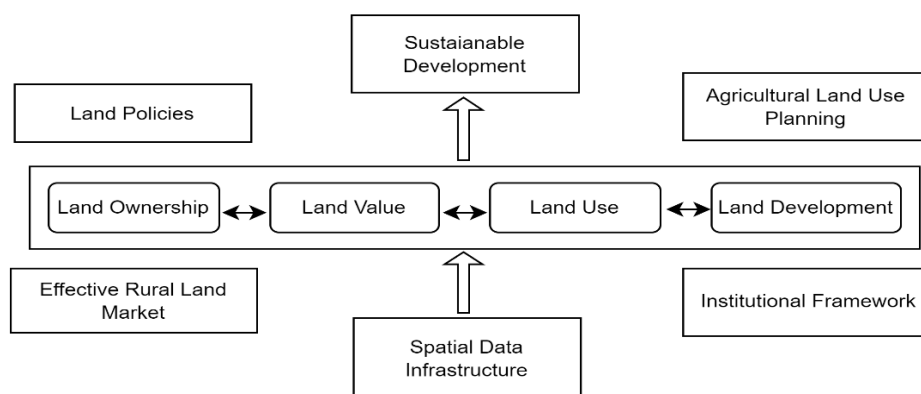 Sustaianable
Development
Land Policies
Agricultural Land Use
Planning
Land Ownership
Land Value
Land Use
Land Development
Effective Rural Land
Market
Institutional Framework
Spatial Data
Infrastructure